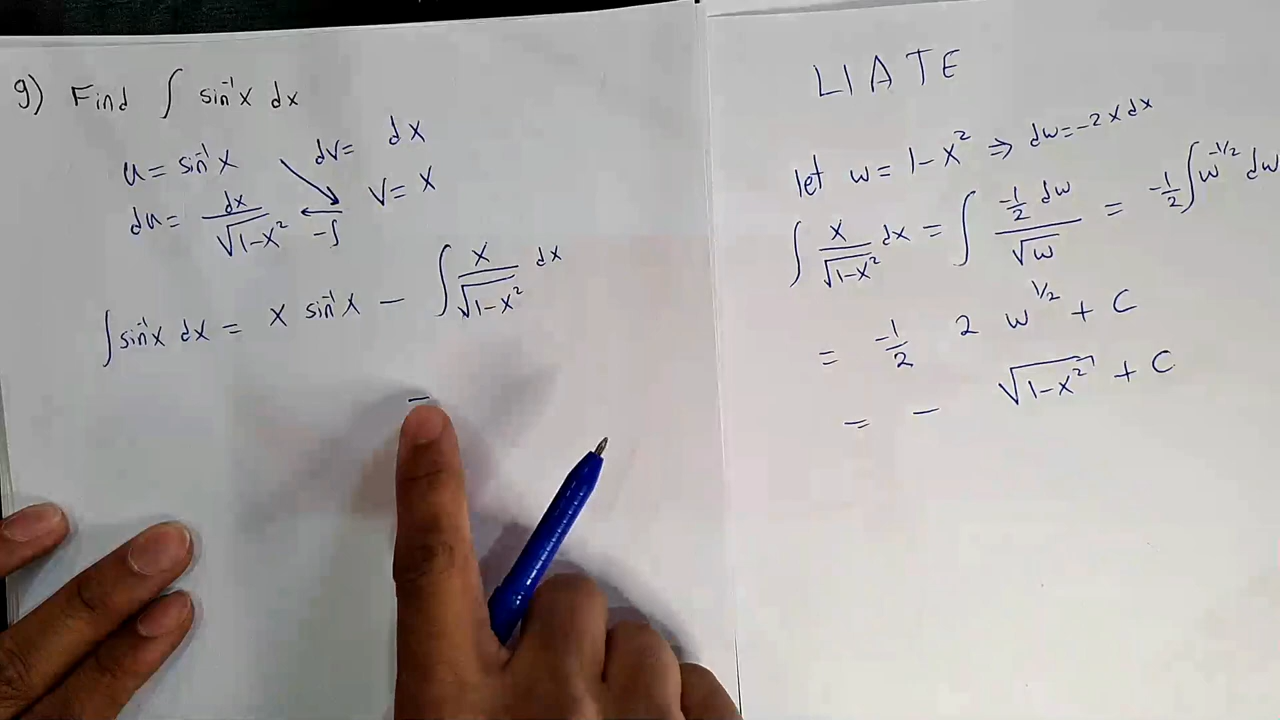 9) Find ∫ sin⁻¹x dx
u = sin⁻¹x dv = dx
du = dx/√(1-x²) -∫ v = x
∫ sin⁻¹x dx = x sin⁻¹x - ∫ x/√(1-x²) dx
-
LIATE
let w = 1-x² ⇒ dw = -2x dx
∫ x/√(1-x²) dx = ∫ (-1/2 dw)/√w = -1/2 ∫ w^(-1/2) dw
= -1/2 2 w^(1/2) + C
= - √(1-x²) + C